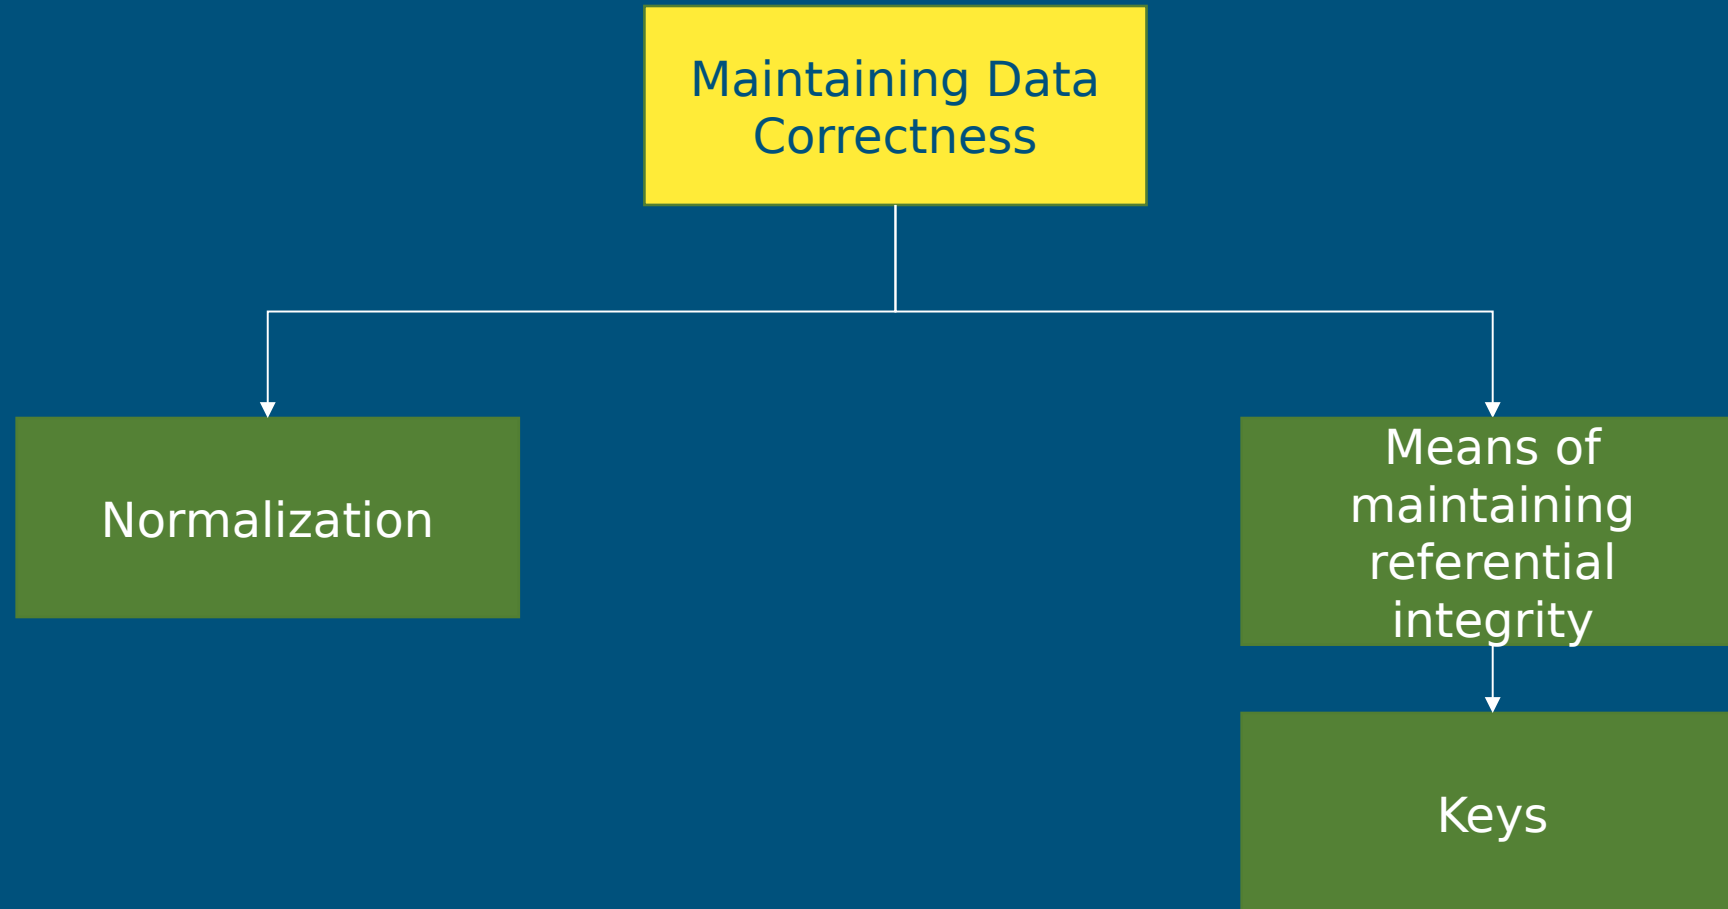 Maintaining Data
Correctness
Normalization
Means of
maintaining
referential
integrity
Keys